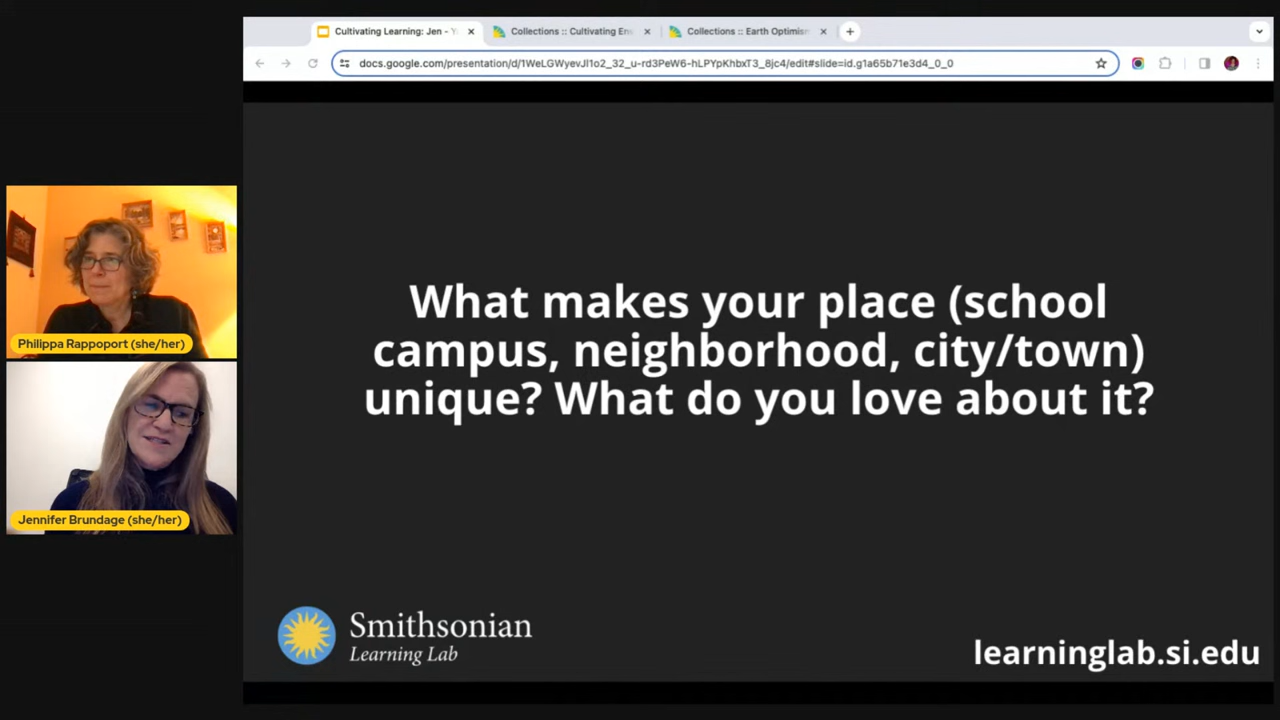 Cultivating Learning: Jen - Y
Collections :: Cultivating En
Collections :: Earth Optimism
docs.google.com/presentation/d/1WeLGWyevJl1o2_32_u-rd3PeW6-hLPYpKhbxT3_8jc4/edit#slide=id.g1a65b71e3d4_0_0
What makes your place (school
campus, neighborhood, city/town)
unique? What do you love about it?
Philippa Rappoport (she/her)
Jennifer Brundage (she/her)
Smithsonian
Learning Lab
learninglab.si.edu